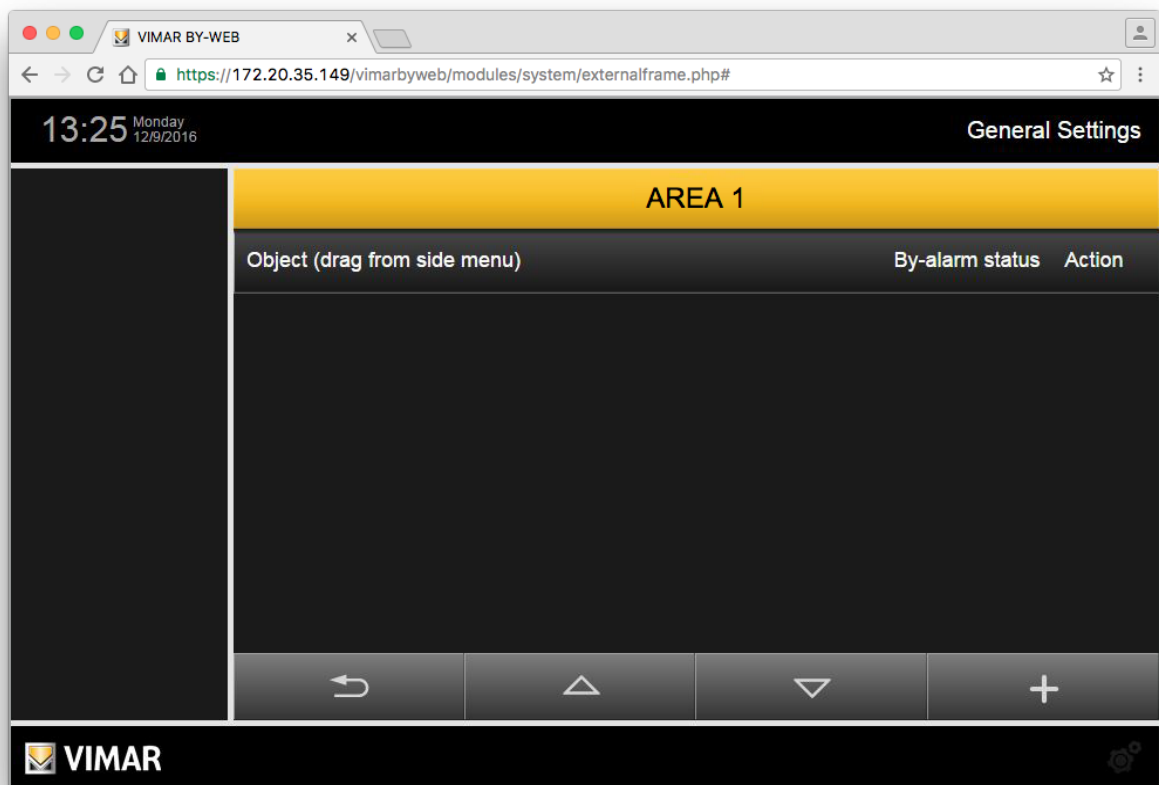 VIMAR BY-WEB
https://172.20.35.149/vimarbyweb/modules/system/externalframe.php#
13:25 Monday
12/9/2016
General Settings
AREA 1
Object (drag from side menu) By-alarm status Action
VIMAR